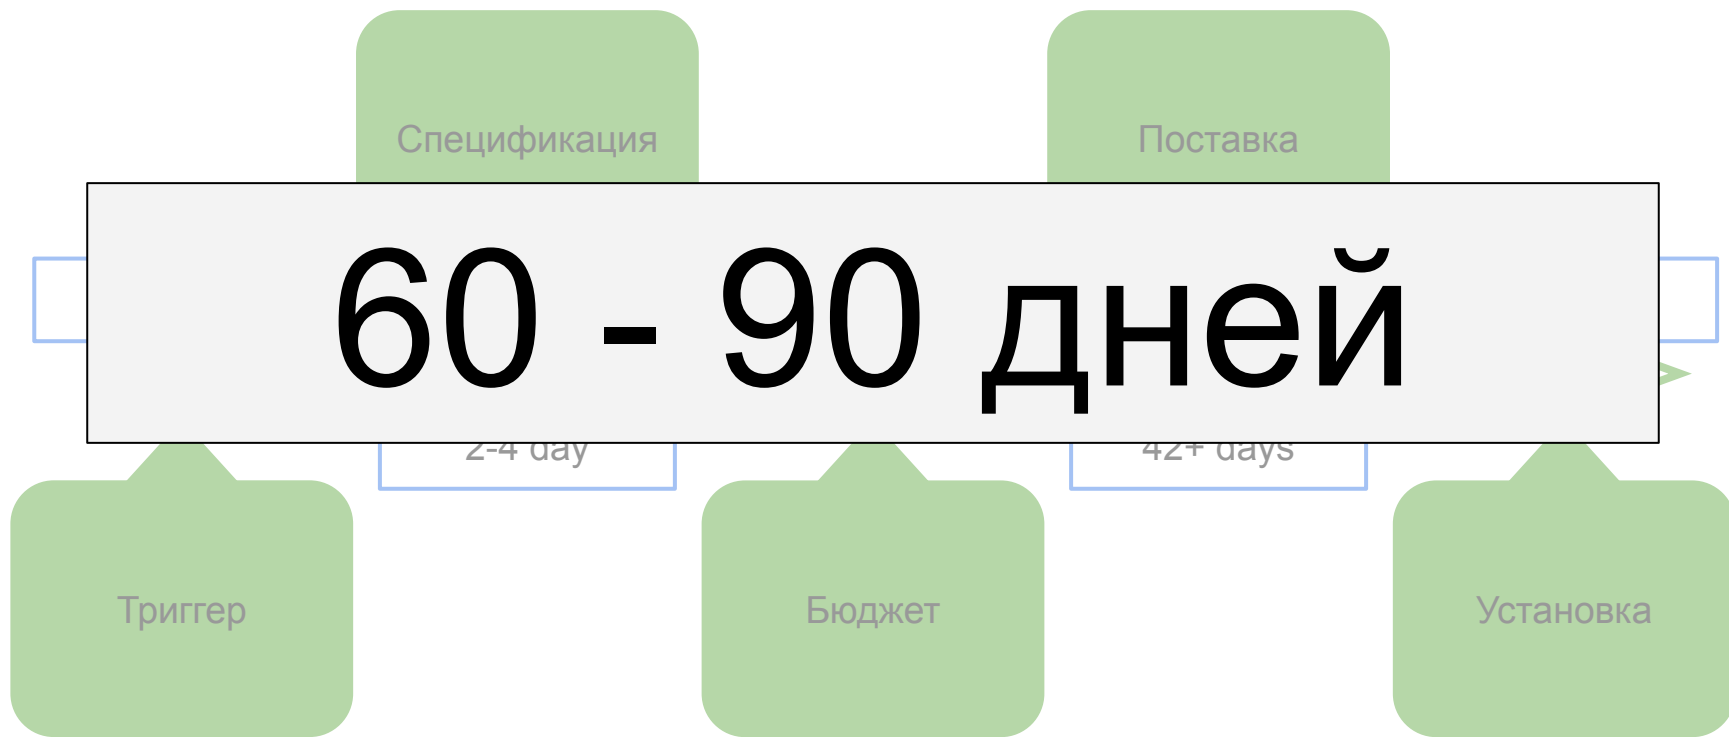 Спецификация
Поставка
60 - 90 дней
2-4 day
42+ days
Триггер
Бюджет
Установка